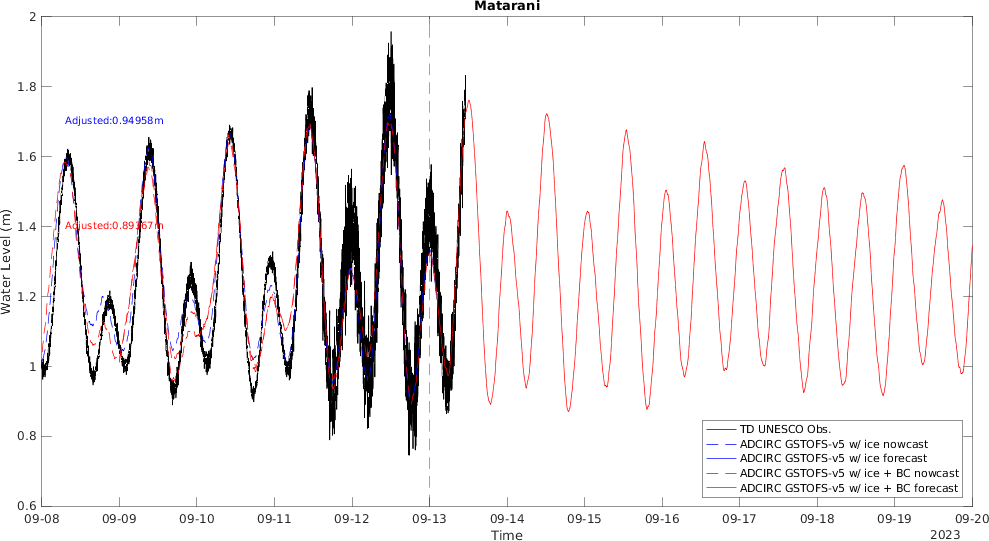 Matarani
2
1.8
1.6
1.4
1.2
1
0.8
0.6
Water Level (m)
Adjusted:0.94958m
Adjusted:0.89367m
TD UNESCO Obs.
ADCIRC GSTOFS-v5 w/ ice nowcast
ADCIRC GSTOFS-v5 w/ ice forecast
ADCIRC GSTOFS-v5 w/ ice + BC nowcast
ADCIRC GSTOFS-v5 w/ ice + BC forecast
09-08 09-09 09-10 09-11 09-12 09-13 09-14 09-15 09-16 09-17 09-18 09-19 09-20
Time
2023